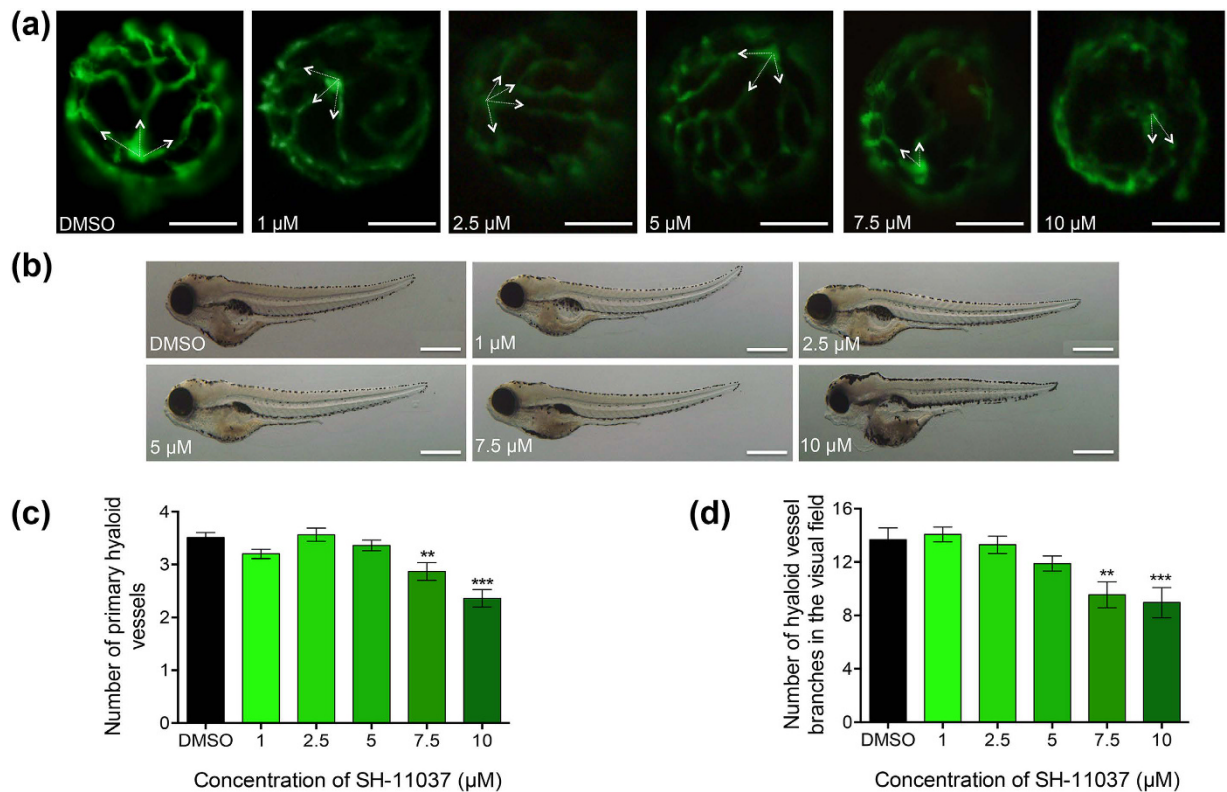 (a)
DMSO
1 µM
2.5 µM
5 µM
7.5 µM
10 µM
(b)
DMSO
1 µM
2.5 µM
5 µM
7.5 µM
10 µM
(c)
Number of primary hyaloid
vessels
4
3
2
1
0
**
***
DMSO 1 2.5 5 7.5 10
Concentration of SH-11037 (µM)
(d)
Number of hyaloid vessel
branches in the visual field
16
12
8
4
0
**
***
DMSO 1 2.5 5 7.5 10
Concentration of SH-11037 (µM)